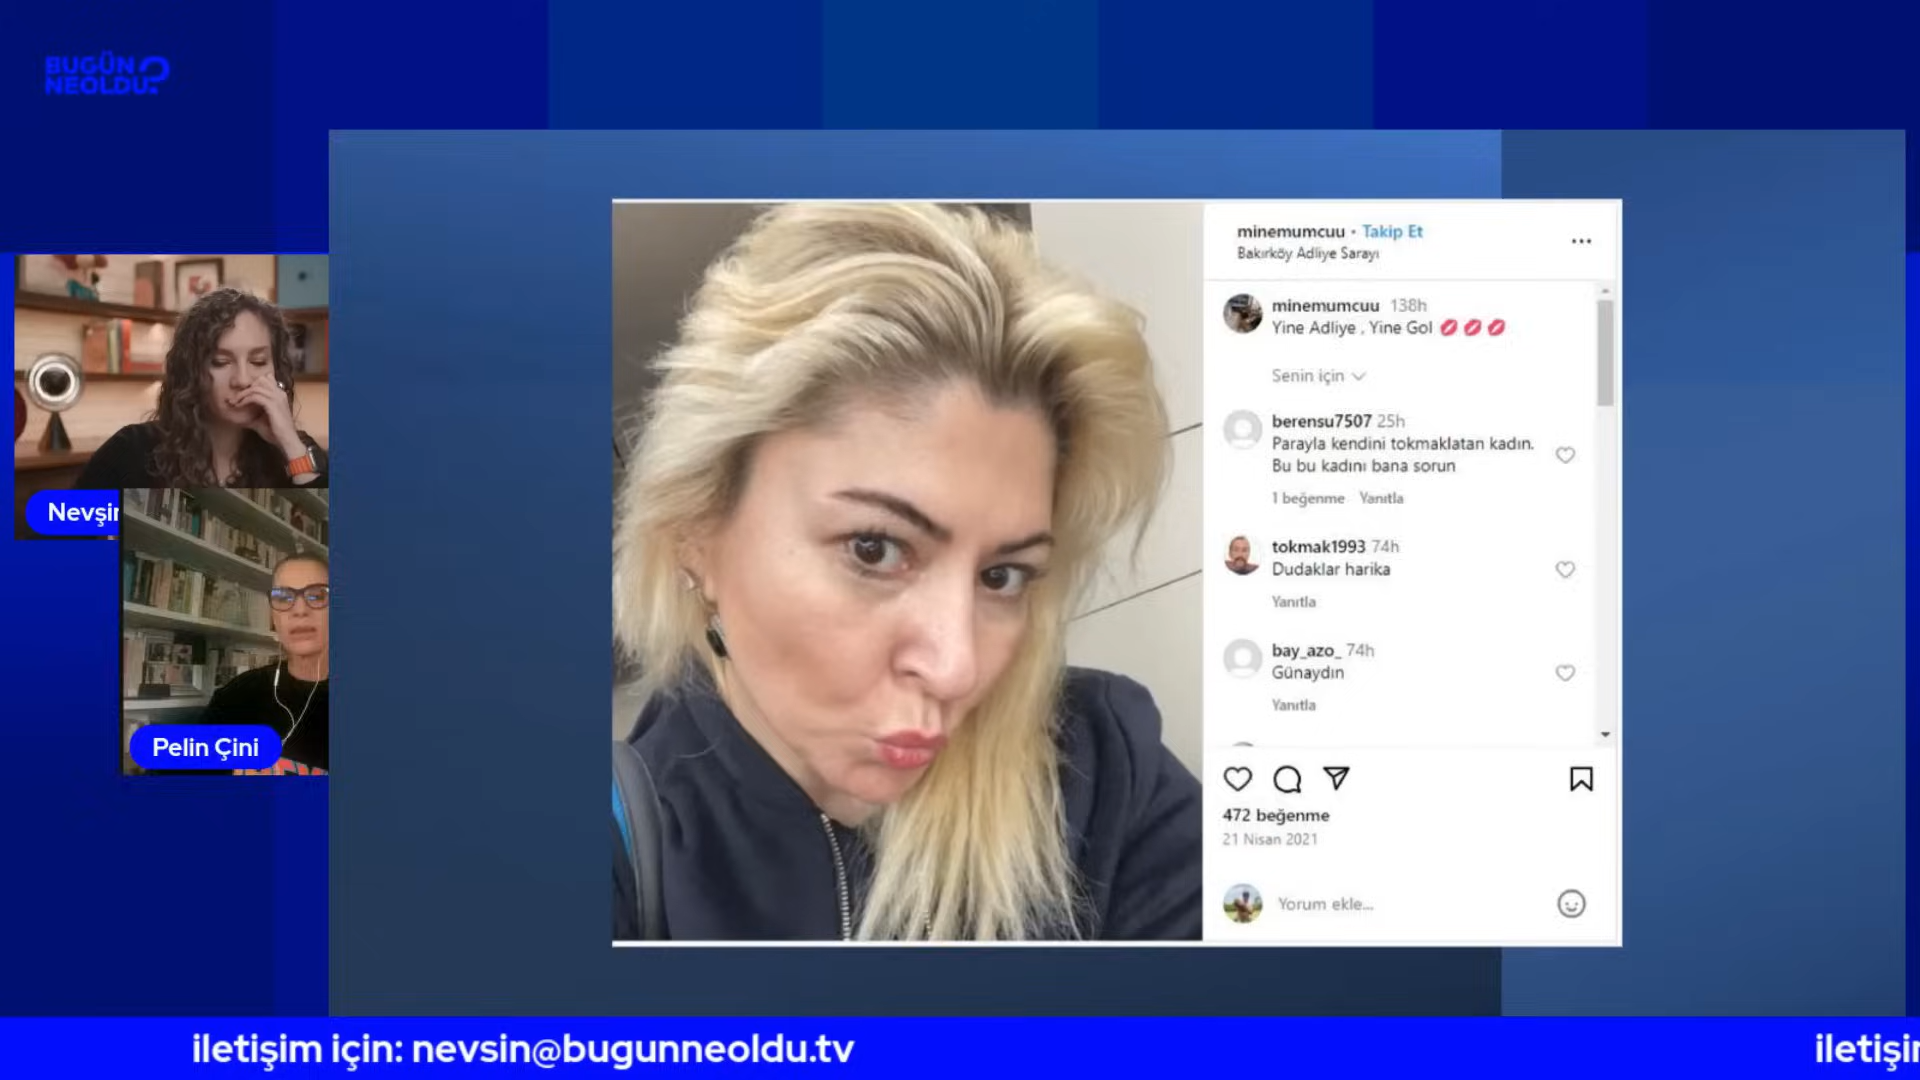 BUGÜN
NEOLDU?
Nevşin
Pelin Çini
minemumcuu • Takip Et
Bakırköy Adliye Sarayı
minemumcuu 138h
Yine Adliye , Yine Gol 💋💋💋
Senin için
berensu7507 25h
Parayla kendini tokmaklatan kadın.
Bu bu kadını bana sorun
1 beğenme Yanıtla
tokmak1993 74h
Dudaklar harika
Yanıtla
bay_azo_ 74h
Günaydın
Yanıtla
472 beğenme
21 Nisan 2021
Yorum ekle...
iletişim için: nevsin@bugunneoldu.tv
iletişim